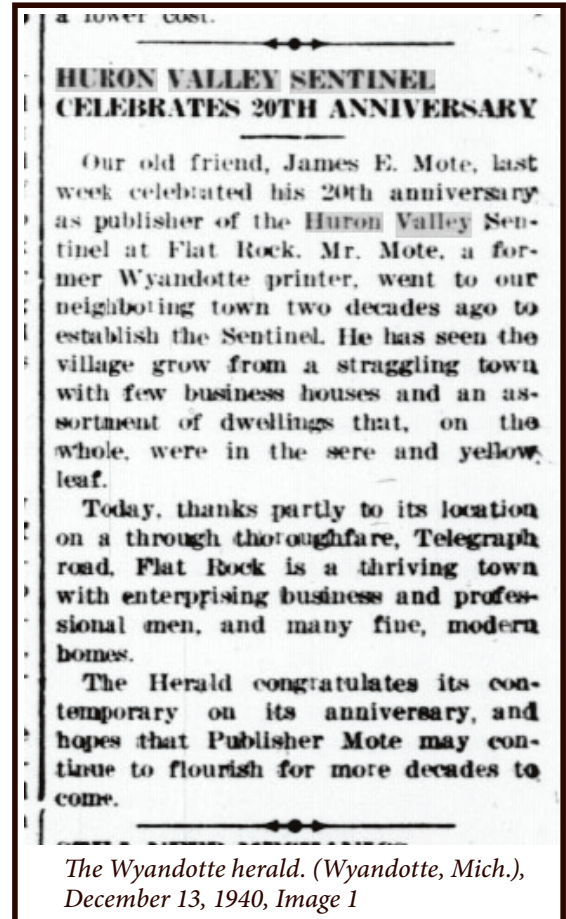 a lower cost.
HURON VALLEY SENTINEL
CELEBRATES 20TH ANNIVERSARY
Our old friend, James E. Mote, last
week celebrated his 20th anniversary
as publisher of the Huron Valley Sen-
tinel at Flat Rock. Mr. Mote, a for-
mer Wyandotte printer, went to our
neighboring town two decades ago to
establish the Sentinel. He has seen the
village grow from a straggling town
with few business houses and an as-
sortment of dwellings that, on the
whole, were in the sere and yellow
leaf.
Today, thanks partly to its location
on a through thoroughfare, Telegraph
road, Flat Rock is a thriving town
with enterprising business and profes-
sional men, and many fine, modern
homes.
The Herald congratulates its con-
temporary on its anniversary, and
hopes that Publisher Mote may con-
tinue to flourish for more decades to
come.
The Wyandotte herald. (Wyandotte, Mich.),
December 13, 1940, Image 1